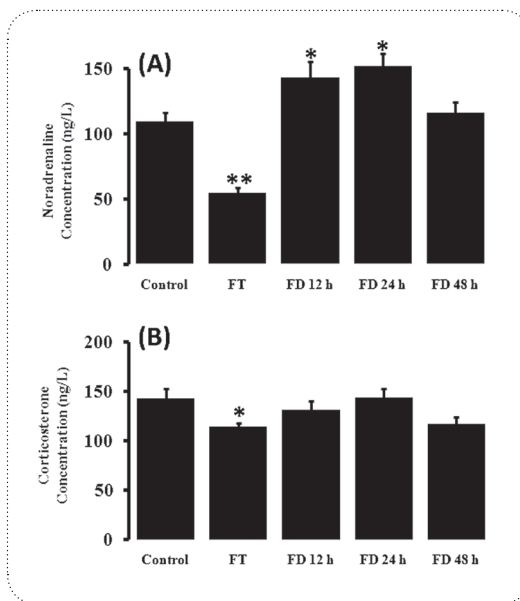 (A)
Noradrenaline
Concentration (ng/L)
150
100
50
0
*
*
**
Control FT FD 12 h FD 24 h FD 48 h
(B)
Corticosterone
Concentration (ng/L)
200
150
100
50
0
*
Control FT FD 12 h FD 24 h FD 48 h